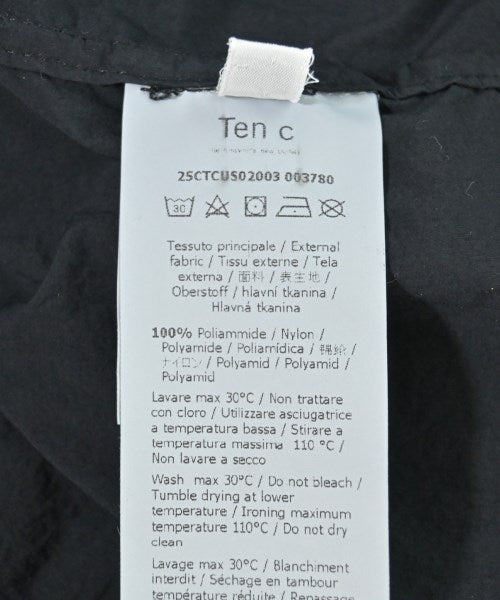 Ten c
25CTCUS02003 003780
30
Tessuto principale / External
fabric / Tissu externe / Tela
externa / 面料 / 表生地 /
Oberstoff / hlavní tkanina /
Hlavná tkanina
100% Poliammide / Nylon /
Polyamide / Poliamídica / /
ナイロン / Polyamid / Polyamid /
Polyamid
Lavare max 30°C / Non trattare
con cloro / Utilizzare asciugatrice
a temperatura bassa / Stirare a
temperatura massima 110 °C /
Non lavare a secco
Wash max 30°C / Do not bleach /
Tumble drying at lower
temperature / Ironing maximum
temperature 110°C / Do not dry
clean
Lavage max 30°C / Blanchiment
interdit / Séchage en tambour
température réduite / Repassage